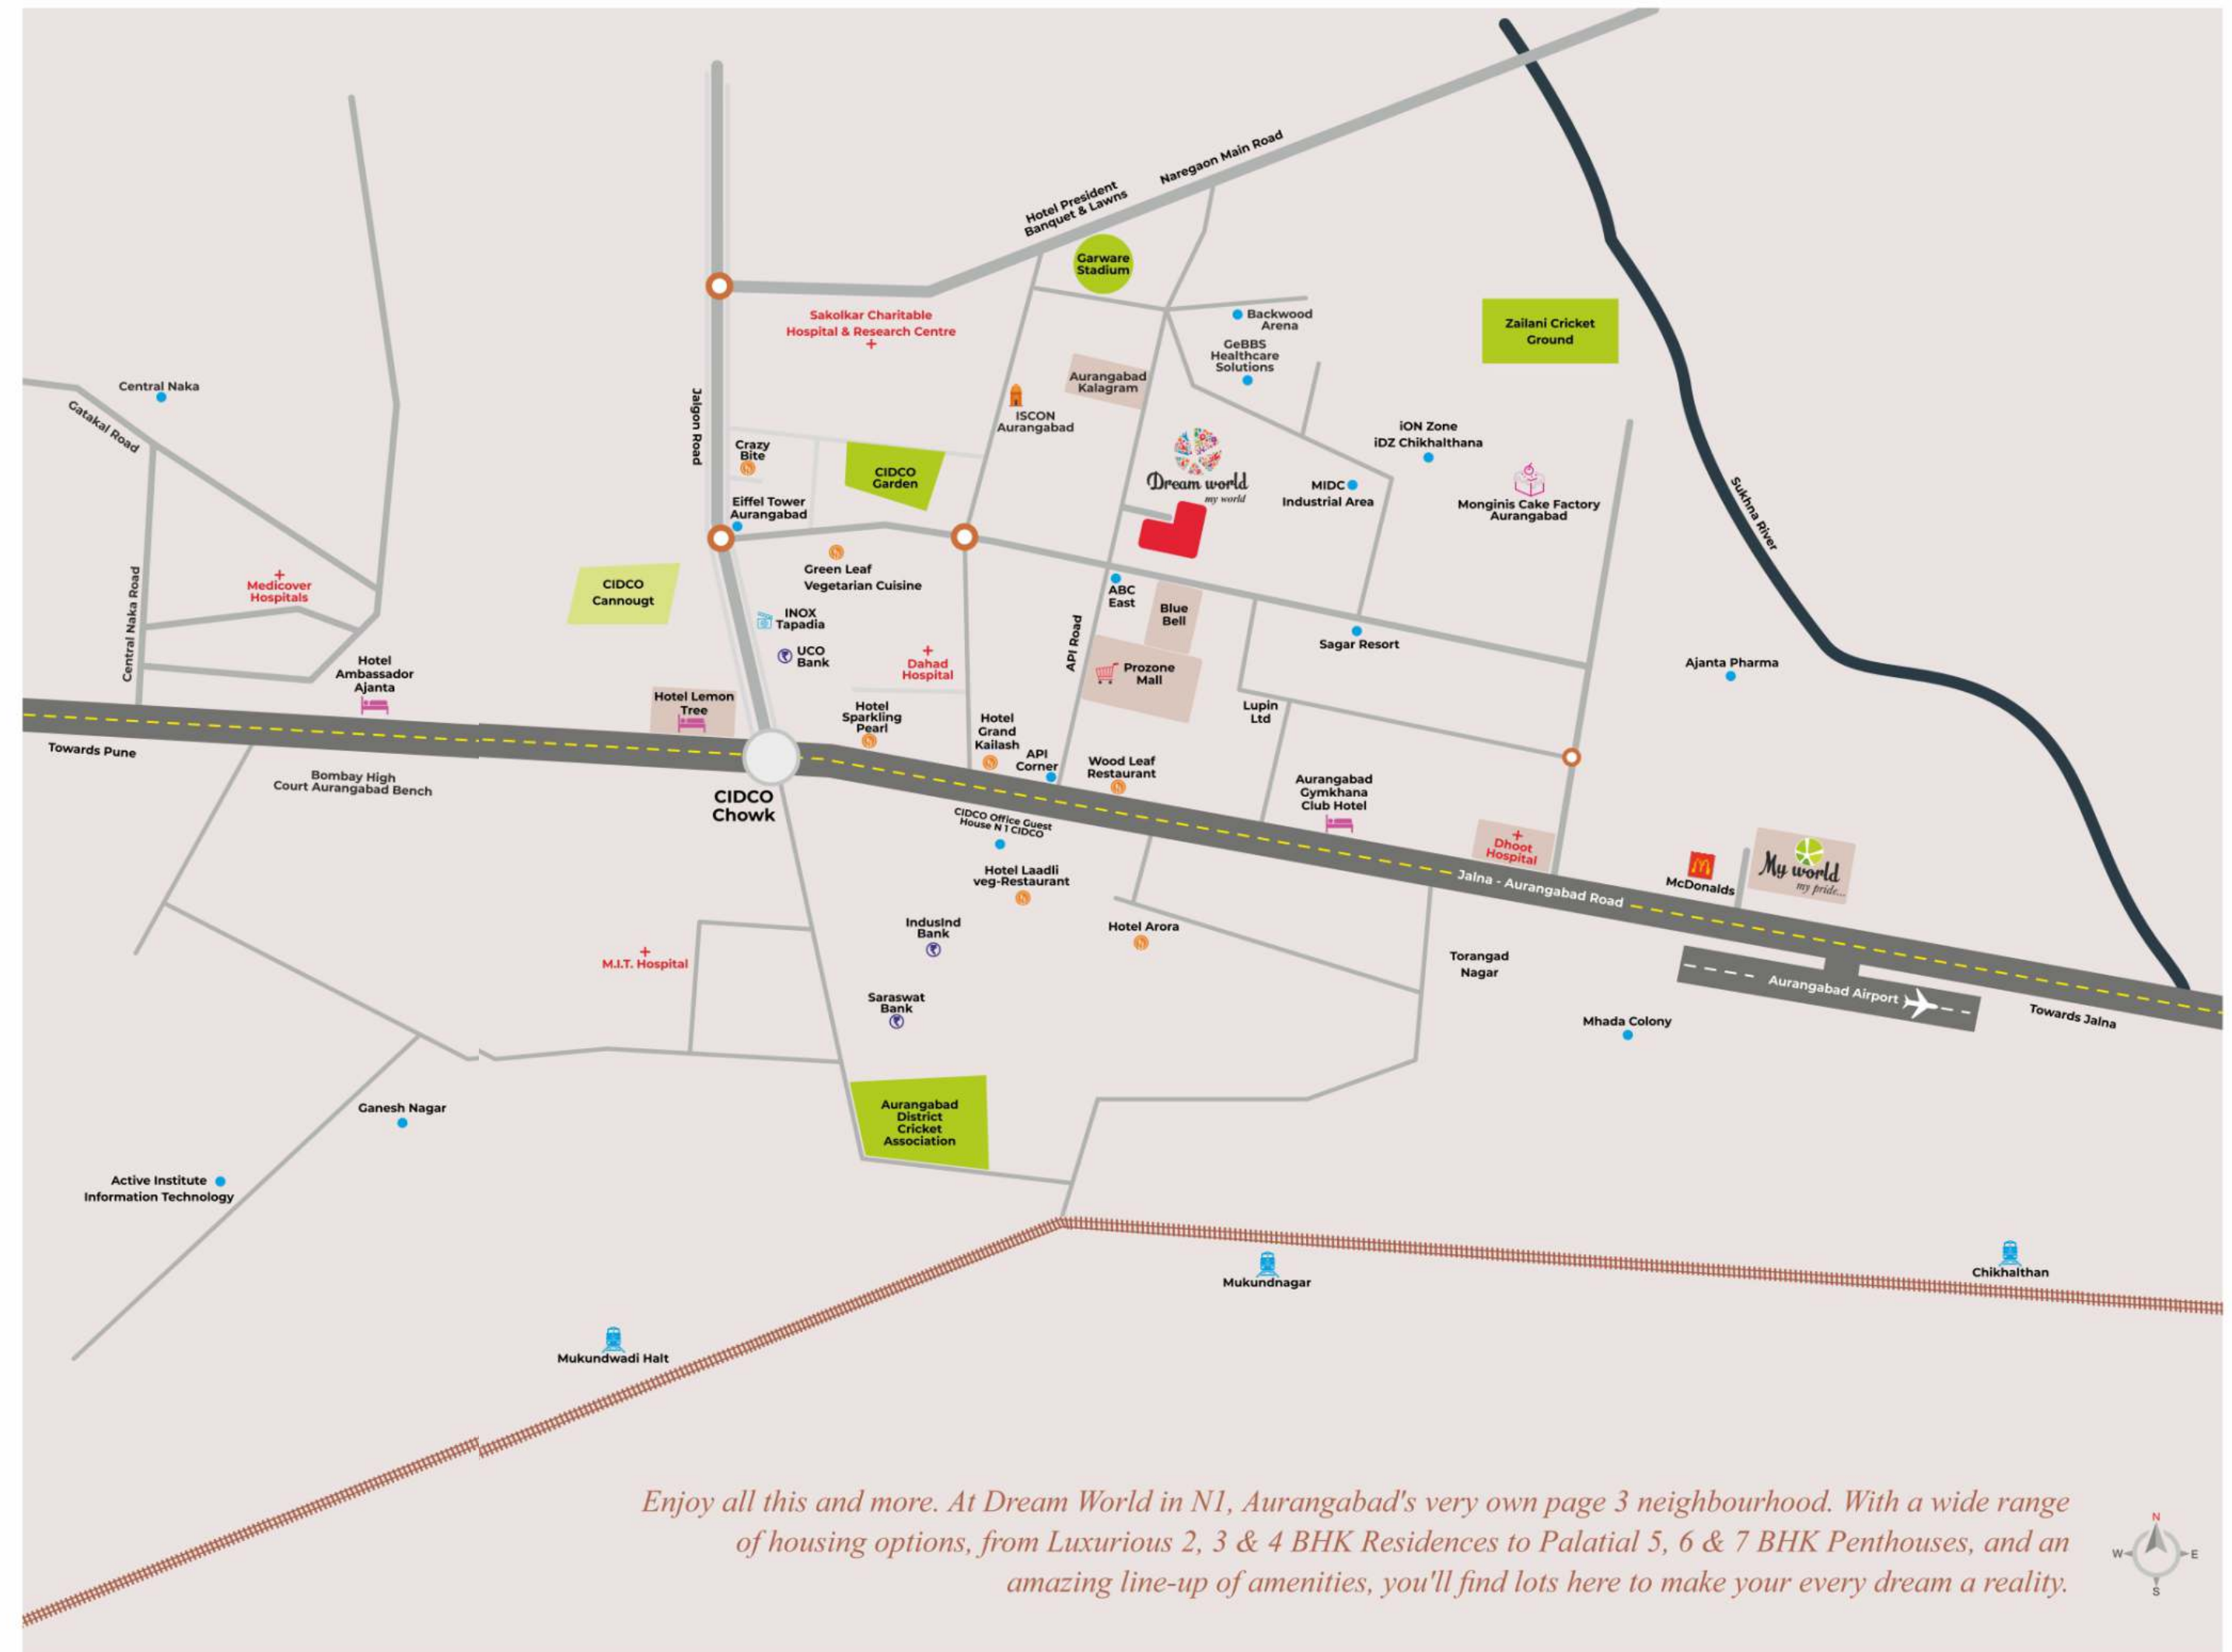 Naregaon Main Road
Hotel President
Banquet & Lawns
Garware
Stadium
Sakolkar Charitable
Hospital & Research Centre
Backwood
Arena
GeBBS
Healthcare
Solutions
Zailani Cricket
Ground
Central Naka
Gatakal Road
Jalgon Road
Aurangabad
Kalagram
ISCON
Aurangabad
iON Zone
iDZ Chikhalthana
Crazy
Bite
CIDCO
Garden
Dream world
my world
MIDC
Industrial Area
Monginis Cake Factory
Aurangabad
Sukhna River
Eiffel Tower
Aurangabad
Green Leaf
Vegetarian Cuisine
Central Naka Road
Medicover
Hospitals
CIDCO
Cannougt
INOX
Tapadia
UCO
Bank
Dahad
Hospital
API Road
ABC
East
Blue
Bell
Prozone
Mall
Sagar Resort
Ajanta Pharma
Hotel
Ambassador
Ajanta
Hotel Lemon
Tree
Hotel
Sparkling
Pearl
Hotel
Grand
Kailash
API
Corner
Wood Leaf
Restaurant
Lupin
Ltd
Towards Pune
Bombay High
Court Aurangabad Bench
CIDCO
Chowk
Aurangabad
Gymkhana
Club Hotel
CIDCO Office Guest
House N 1 CIDCO
Dhoot
Hospital
McDonalds
My world
my pride...
Jalna - Aurangabad Road
Hotel Laadli
veg-Restaurant
IndusInd
Bank
Hotel Arora
M.I.T. Hospital
Torangad
Nagar
Aurangabad Airport
Towards Jalna
Saraswat
Bank
Mhada Colony
Ganesh Nagar
Aurangabad
District
Cricket
Association
Active Institute
Information Technology
Mukundnagar
Chikhalthan
Mukundwadi Halt
Enjoy all this and more. At Dream World in N1, Aurangabad's very own page 3 neighbourhood. With a wide range
of housing options, from Luxurious 2, 3 & 4 BHK Residences to Palatial 5, 6 & 7 BHK Penthouses, and an
amazing line-up of amenities, you'll find lots here to make your every dream a reality.
N
W E
S